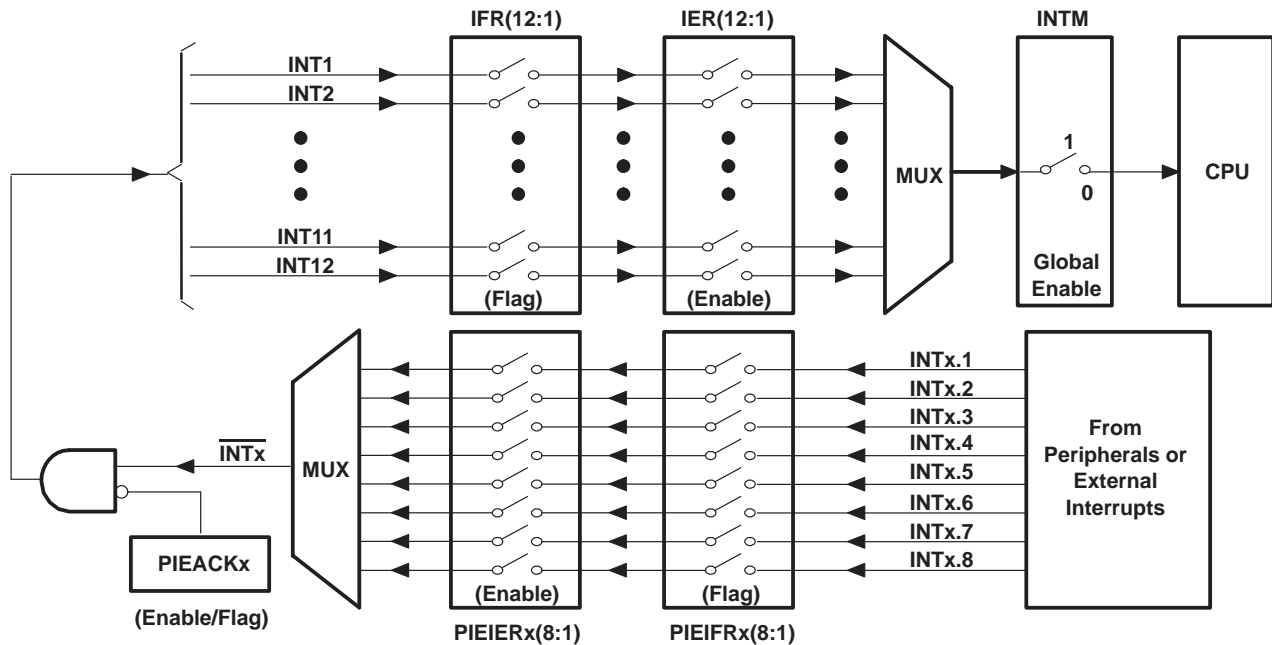 IFR(12:1)
IER(12:1)
INTM
INT1
INT2
MUX
1
0
CPU
INT11
INT12
(Flag)
(Enable)
Global
Enable
INTx.1
INTx.2
INTx.3
INTx.4
INTx.5
INTx.6
INTx.7
INTx.8
From
Peripherals or
External
Interrupts
INTx
MUX
PIEACKx
(Enable/Flag)
(Enable)
(Flag)
PIEIERx(8:1)
PIEIFRx(8:1)